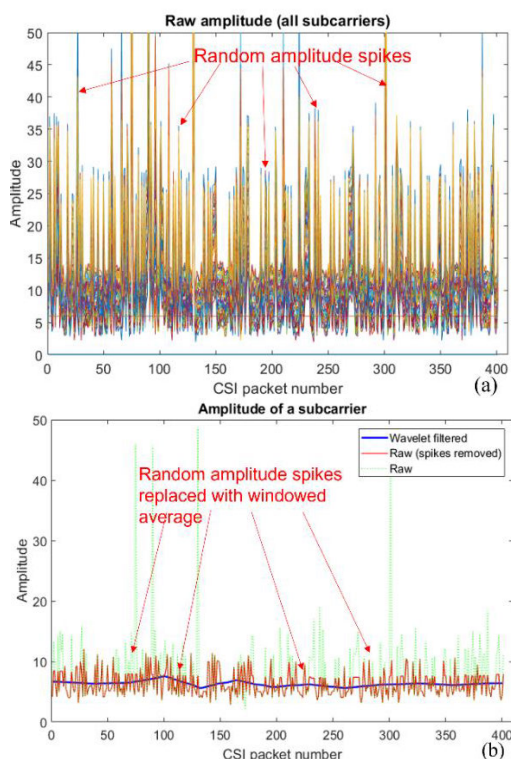 Raw amplitude (all subcarriers)
50
45
40
35
30
25
20
15
10
5
0
Amplitude
Random amplitude spikes
0
50
100
150
200
250
300
350
400
CSI packet number
(a)
Amplitude of a subcarrier
50
40
30
20
10
0
Amplitude
Wavelet filtered
Raw (spikes removed)
Raw
Random amplitude spikes
replaced with windowed
average
0
50
100
150
200
250
300
350
400
CSI packet number
(b)